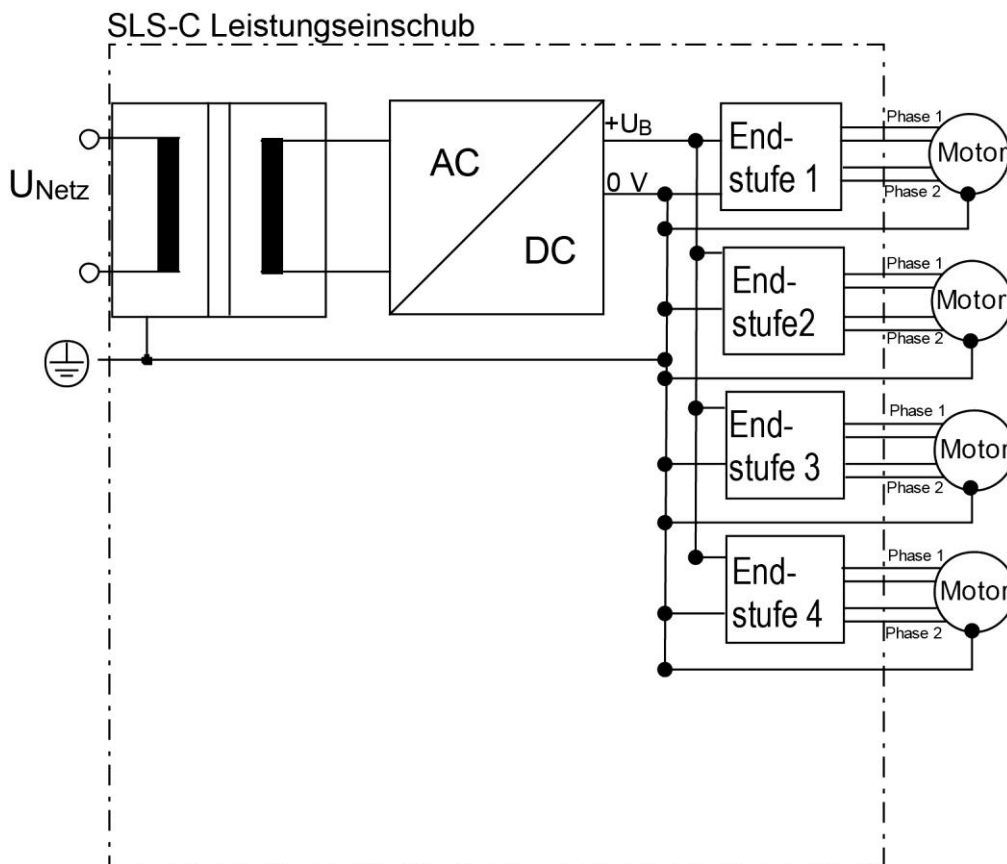 SLS-C Leistungseinschub
UNetz
AC
DC
+UB
0 V
End-
stufe 1
Phase 1
Phase 2
Motor
End-
stufe2
Phase 1
Phase 2
Motor
End-
stufe 3
Phase 1
Phase 2
Motor
End-
stufe 4
Phase 1
Phase 2
Motor